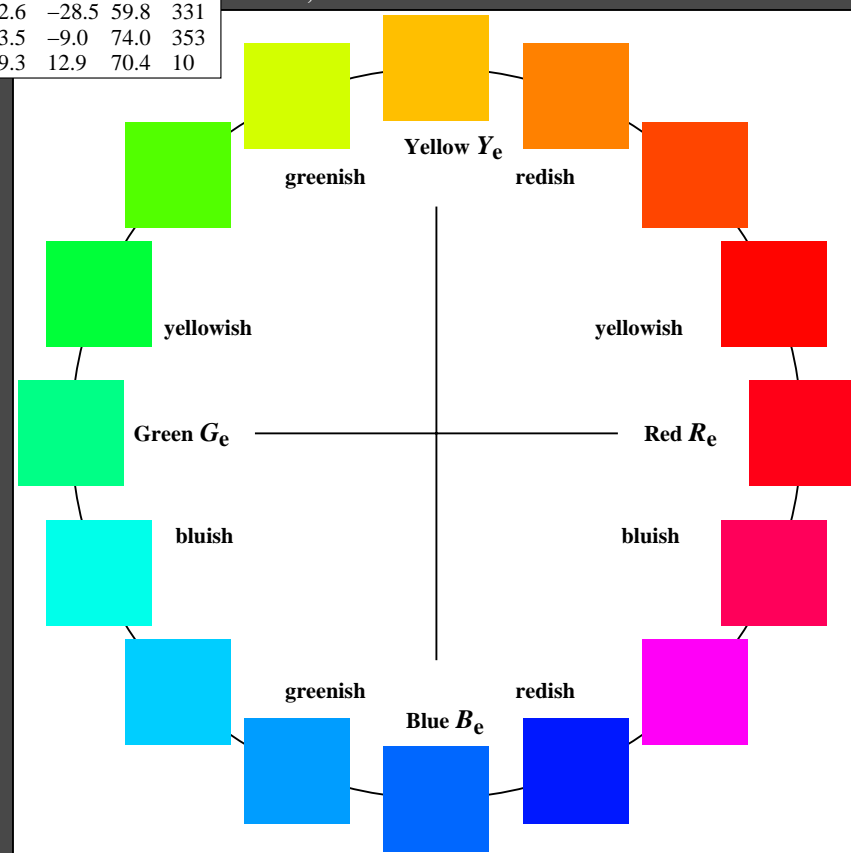 2.6 –28.5 59.8 331
3.5 –9.0 74.0 353
9.3 12.9 70.4 10
Yellow Ye
greenish redish
yellowish yellowish
Green Ge Red Re
bluish bluish
greenish redish
Blue Be